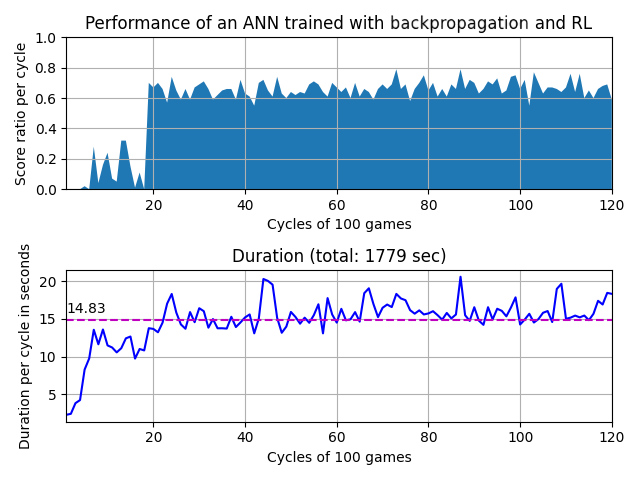 Performance of an ANN trained with backpropagation and RL
Score ratio per cycle
1.0
0.8
0.6
0.4
0.2
0.0
20 40 60 80 100 120
Cycles of 100 games
Duration (total: 1779 sec)
Duration per cycle in seconds
20
15
10
5
14.83
20 40 60 80 100 120
Cycles of 100 games